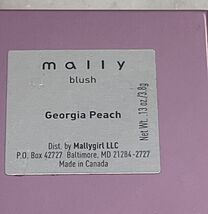 mally
blush
Georgia Peach
Net Wt. .13 oz/3.8g
Dist. by Mallygirl LLC
P.O. Box 42727 Baltimore, MD 21284-2727
Made in Canada